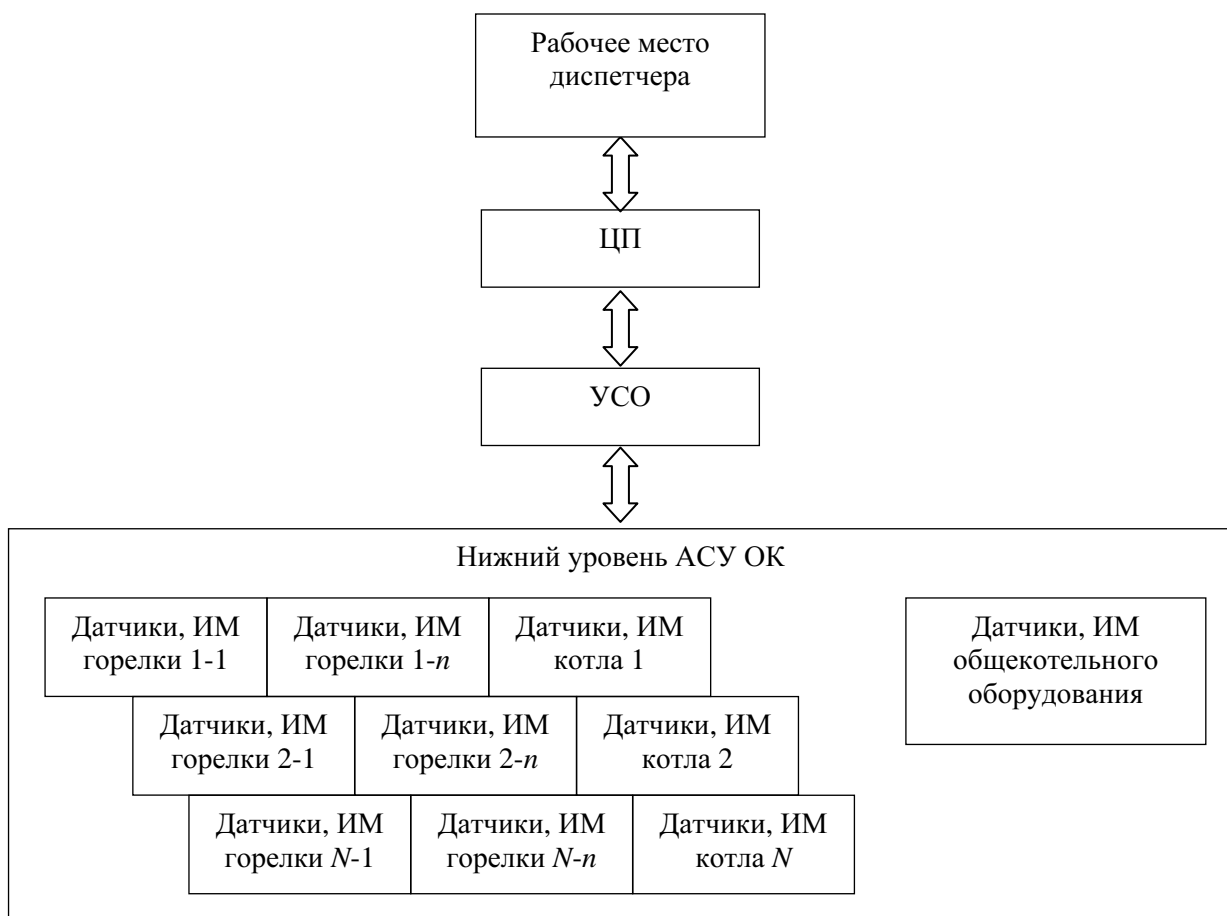 Рабочее место
диспетчера
ЦП
УСО
Нижний уровень АСУ ОК
Датчики, ИМ
горелки 1-1
Датчики, ИМ
горелки 1-n
Датчики, ИМ
котла 1
Датчики, ИМ
общекотельного
оборудования
Датчики, ИМ
горелки 2-1
Датчики, ИМ
горелки 2-n
Датчики, ИМ
котла 2
Датчики, ИМ
горелки N-1
Датчики, ИМ
горелки N-n
Датчики, ИМ
котла N